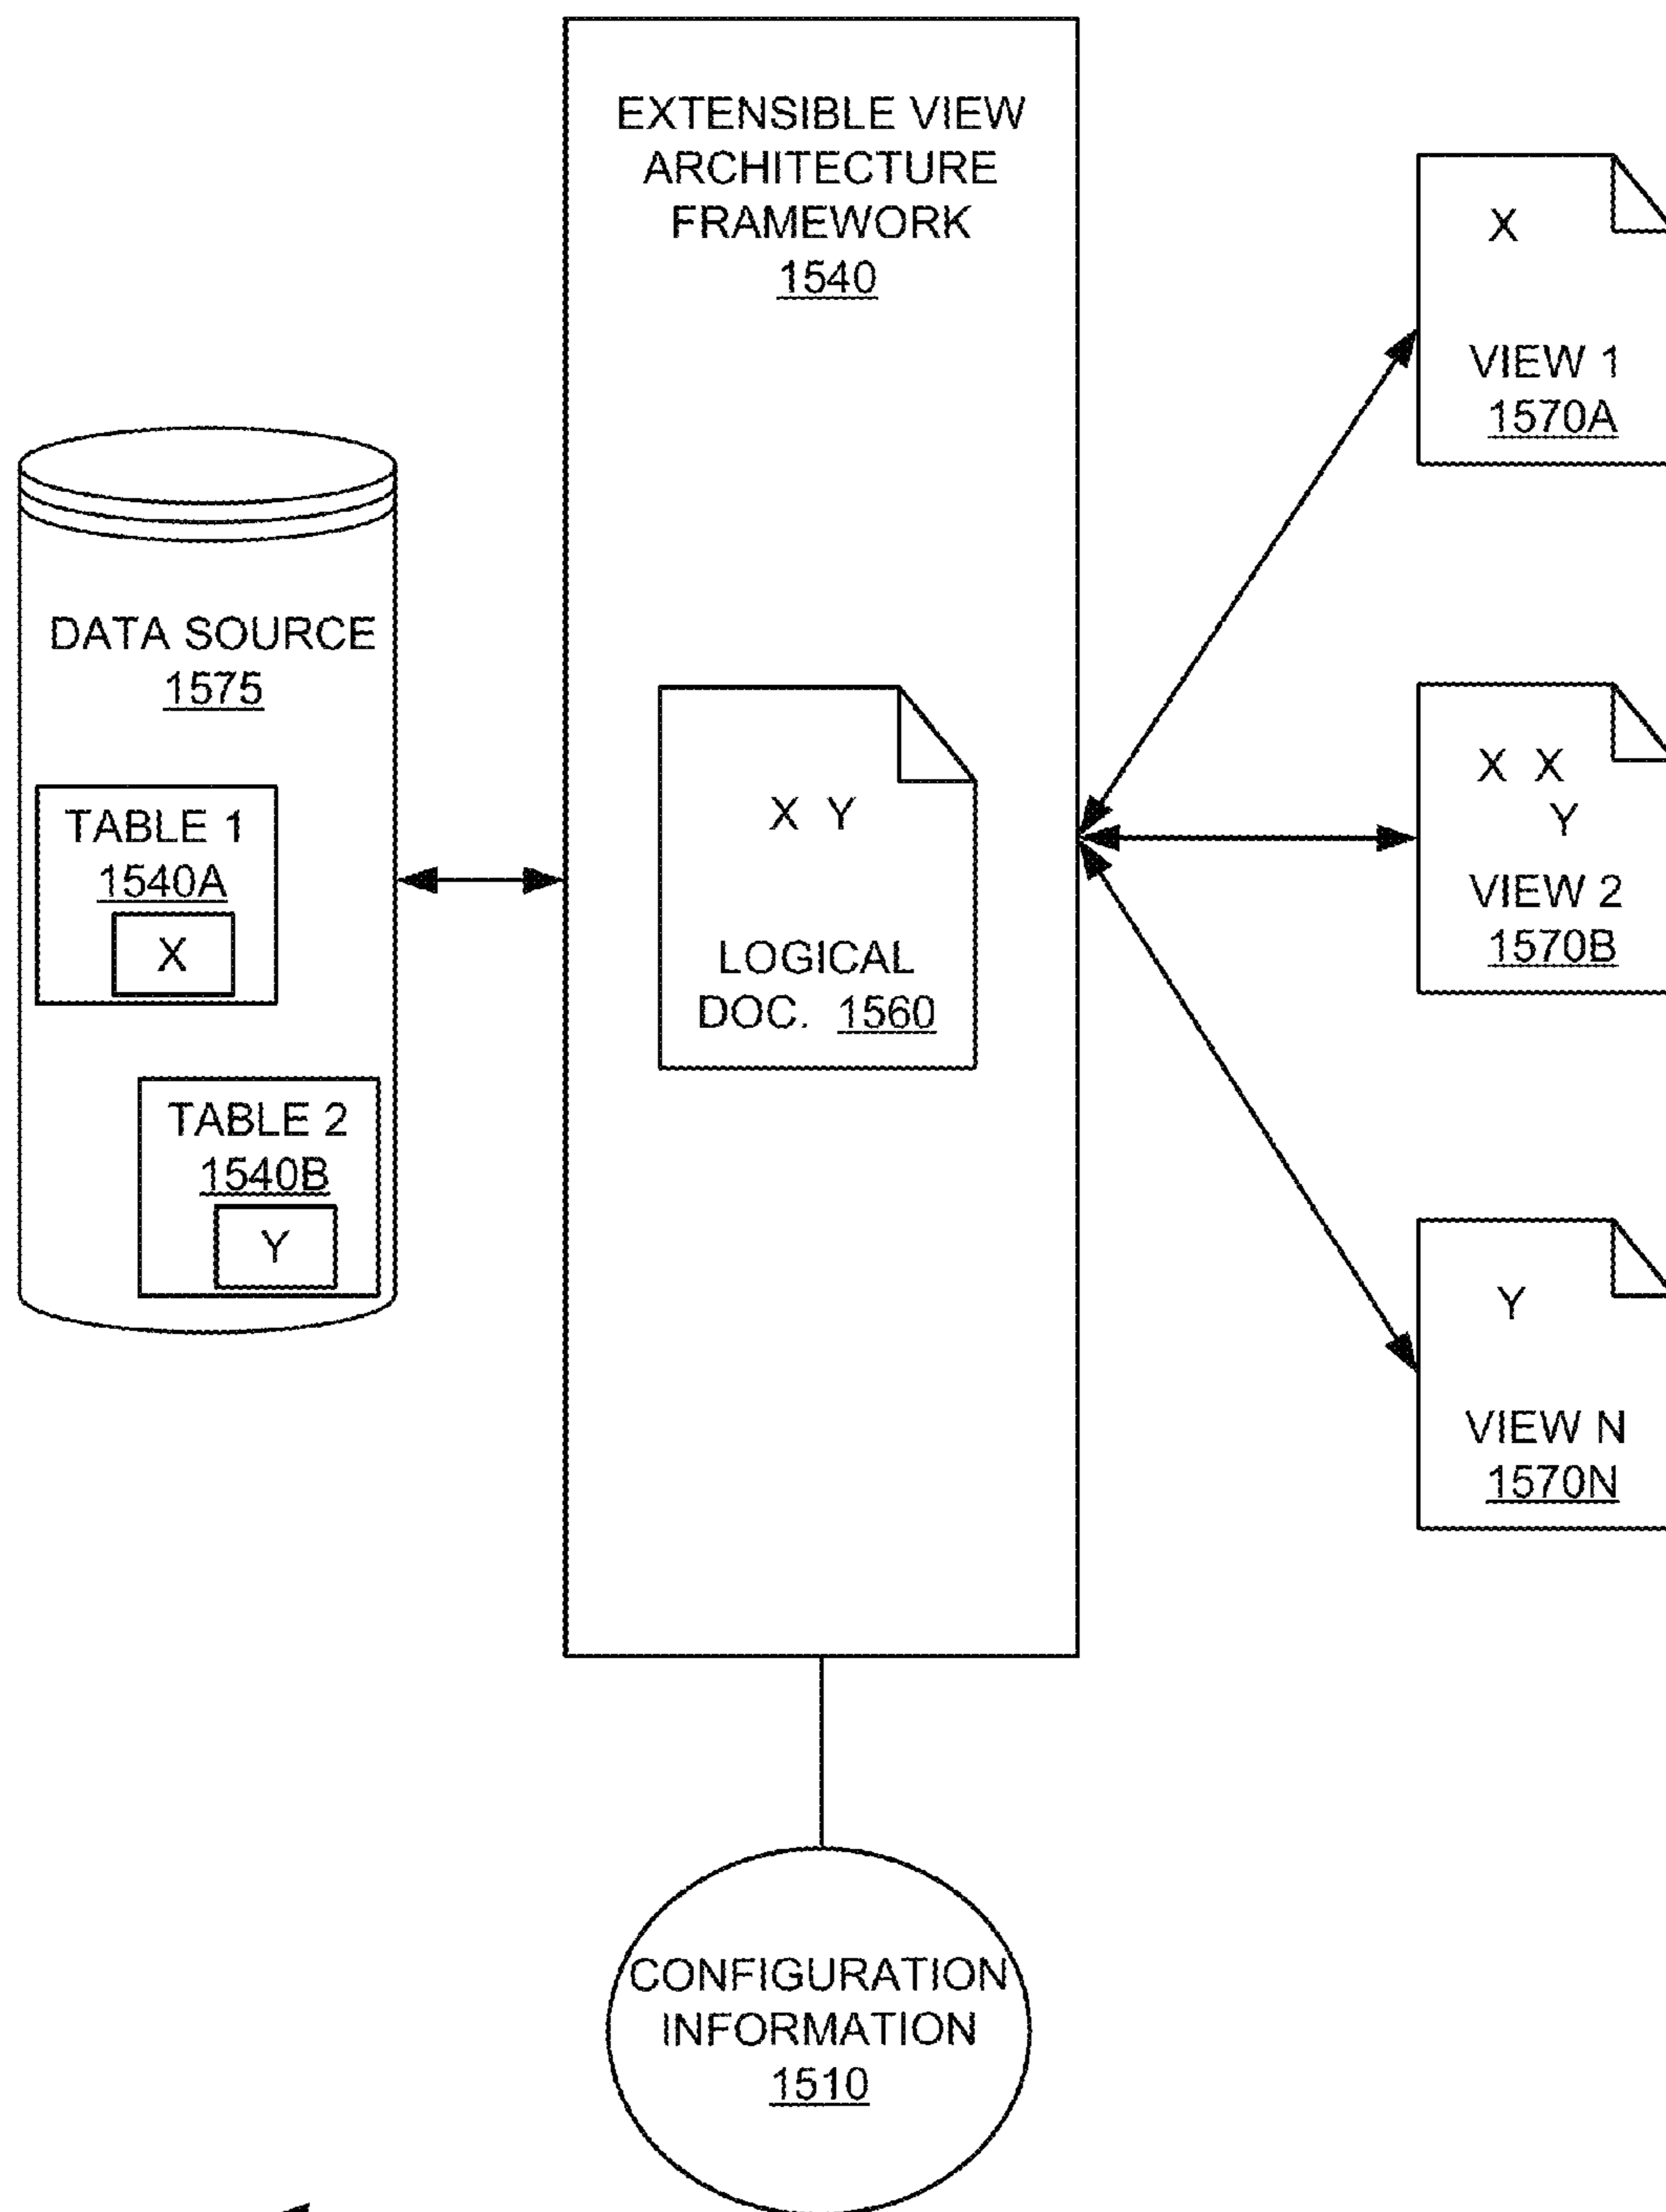 EXTENSIBLE VIEW
ARCHITECTURE
FRAMEWORK
1540
DATA SOURCE
1575
TABLE 1
1540A
X
TABLE 2
1540B
Y
X Y
LOGICAL
DOC. 1560
X
VIEW 1
1570A
X X
Y
VIEW 2
1570B
Y
VIEW N
1570N
CONFIGURATION
INFORMATION
1510